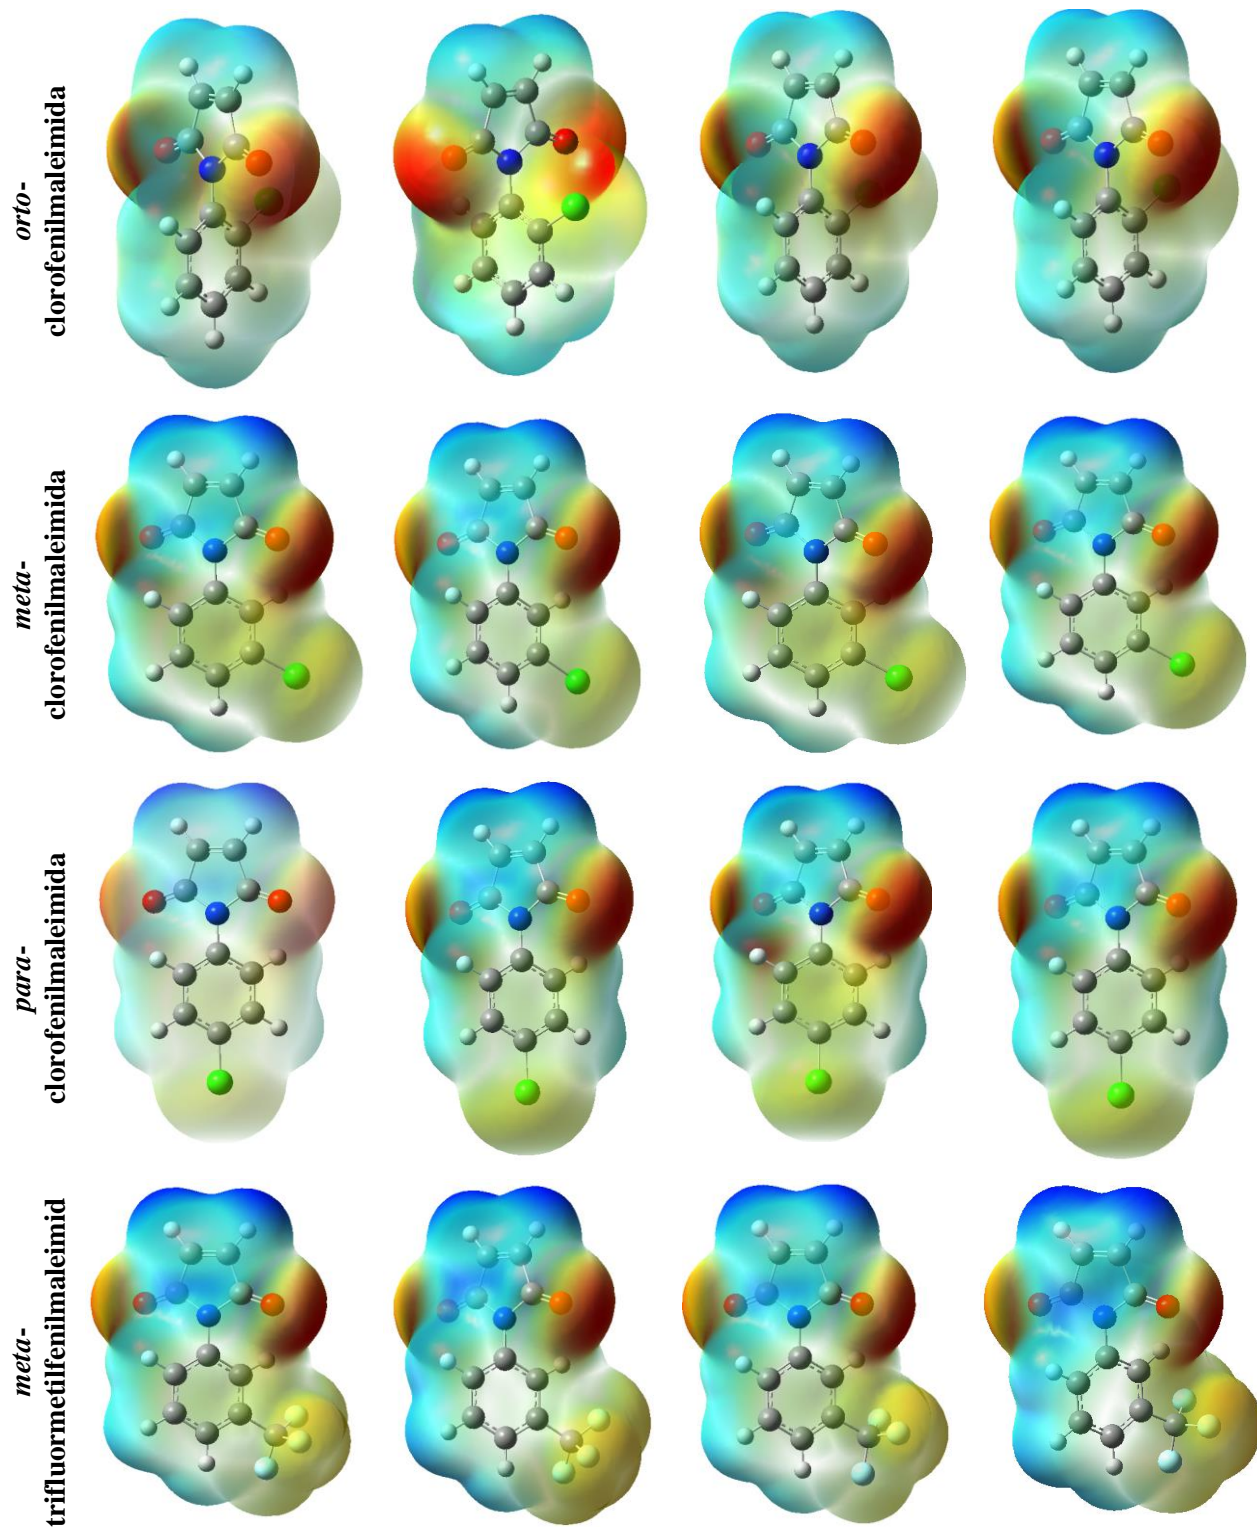 orto-
clorofenilmaleimida
meta-
clorofenilmaleimida
para-
clorofenilmaleimida
meta-
trifluormetilfenilmaleimid